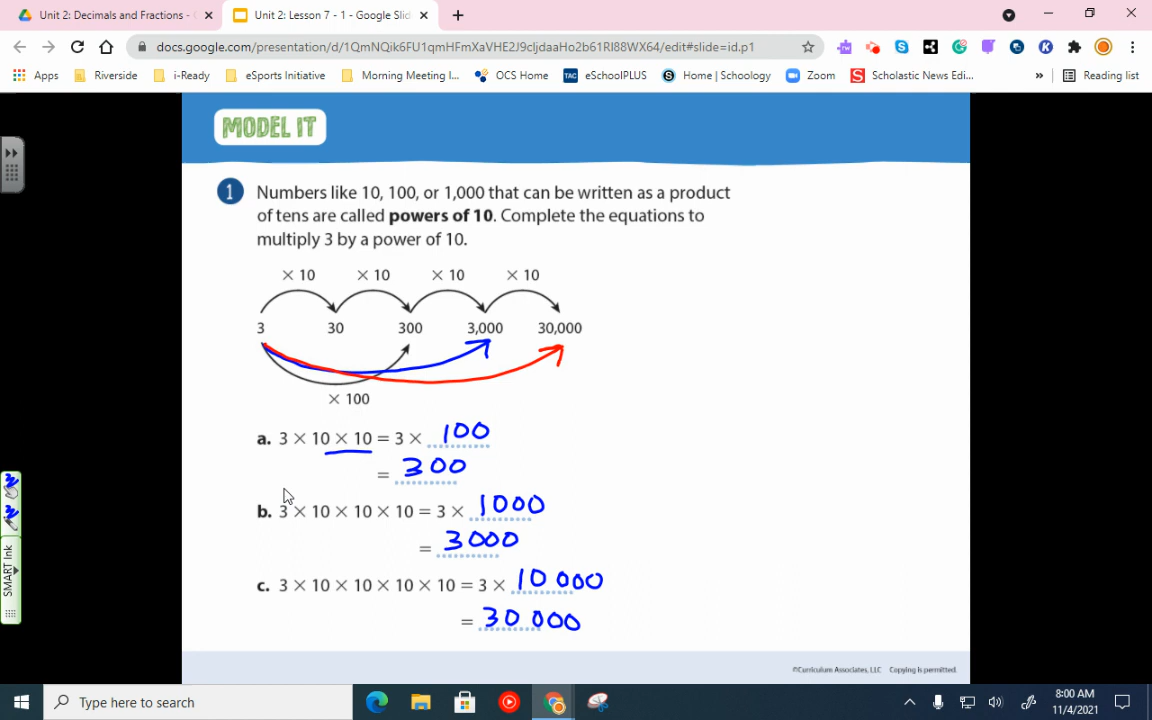 Unit 2: Decimals and Fractions -
Unit 2: Lesson 7 - 1 - Google Slid
docs.google.com/presentation/d/1QmNQik6FU1qmHFmXaVHE2J9cIjdaaHo2b61RI88WX64/edit#slide=id.p1
Apps Riverside i-Ready eSports Initiative Morning Meeting I... OCS Home TAC eSchoolPLUS Home | Schoology Zoom Scholastic News Edi... » Reading list
MODEL IT
1 Numbers like 10, 100, or 1,000 that can be written as a product
of tens are called powers of 10. Complete the equations to
multiply 3 by a power of 10.
× 10 × 10 × 10 × 10
3 30 300 3,000 30,000
× 100
a. 3 × 10 × 10 = 3 × 100
= 300
b. 3 × 10 × 10 × 10 = 3 × 1000
= 3000
c. 3 × 10 × 10 × 10 × 10 = 3 × 10 000
= 30 000
SMART Ink
©Curriculum Associates, LLC Copying is permitted.
Type here to search
8:00 AM
11/4/2021